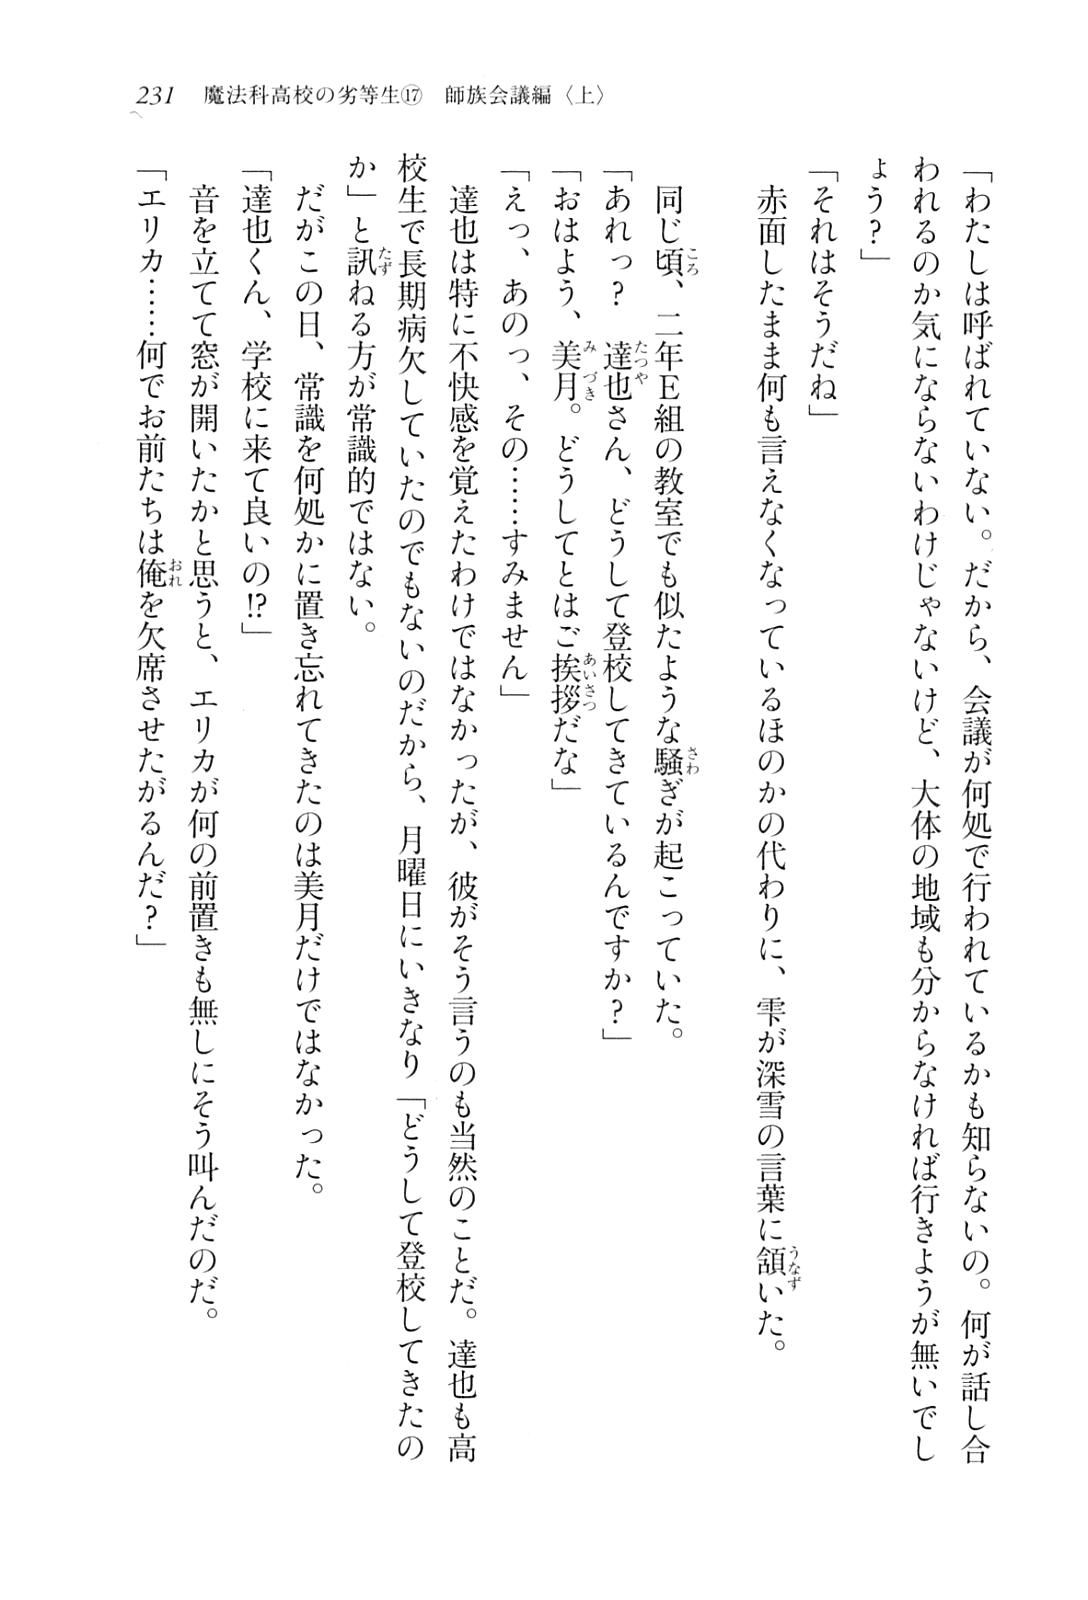 231　魔法科高校の劣等生⑰　師族会議編〈上〉
「わたしは呼ばれていない。だから、会議が何処で行われているかも知らないの。何が話し合
われるのか気にならないわけじゃないけど、大体の地域も分からなければ行きようが無いでし
ょう？」
「それはそうだね」
　赤面したまま何も言えなくなっているほのかの代わりに、雫が深雪の言葉に頷いた。
　同じ頃、二年Ｅ組の教室でも似たような騒ぎが起こっていた。
「あれっ？　達也さん、どうして登校してきているんですか？」
「おはよう、美月。どうしてとはご挨拶だな」
「えっ、あのっ、その……すみません」
　達也は特に不快感を覚えたわけではなかったが、彼がそう言うのも当然のことだ。達也も高
校生で長期病欠していたのでもないのだから、月曜日にいきなり「どうして登校してきたの
か」と訊ねる方が常識的ではない。
　だがこの日、常識を何処かに置き忘れてきたのは美月だけではなかった。
「達也くん、学校に来て良いの!?」
　音を立てて窓が開いたかと思うと、エリカが何の前置きも無しにそう叫んだのだ。
「エリカ……何でお前たちは俺を欠席させたがるんだ？」